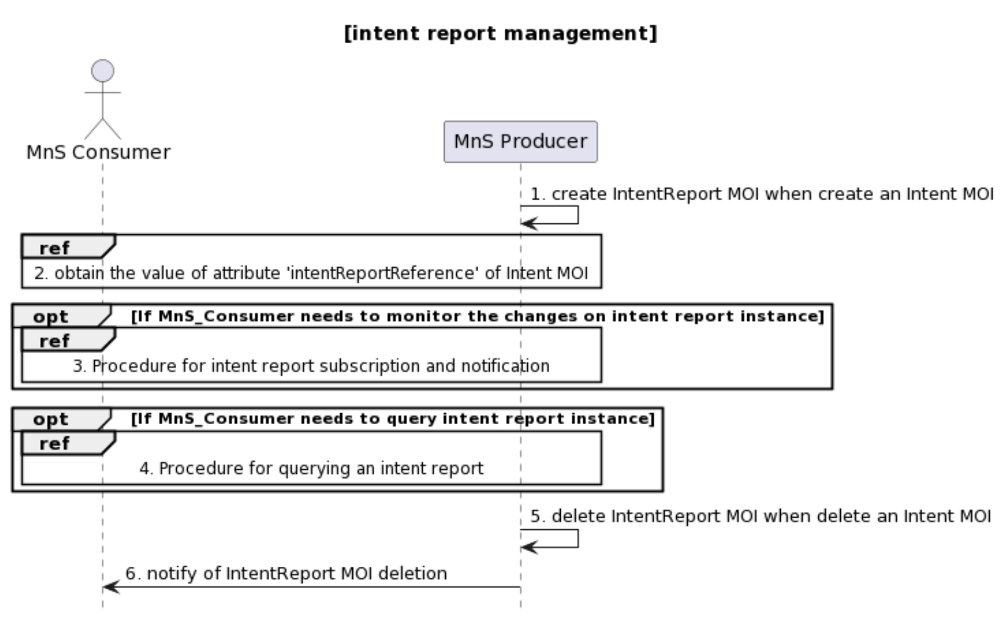 [intent report management]
MnS Consumer
MnS Producer
1. create IntentReport MOI when create an Intent MOI
ref
2. obtain the value of attribute 'intentReportReference' of Intent MOI
opt [If MnS_Consumer needs to monitor the changes on intent report instance]
ref
3. Procedure for intent report subscription and notification
opt [If MnS_Consumer needs to query intent report instance]
ref
4. Procedure for querying an intent report
5. delete IntentReport MOI when delete an Intent MOI
6. notify of IntentReport MOI deletion